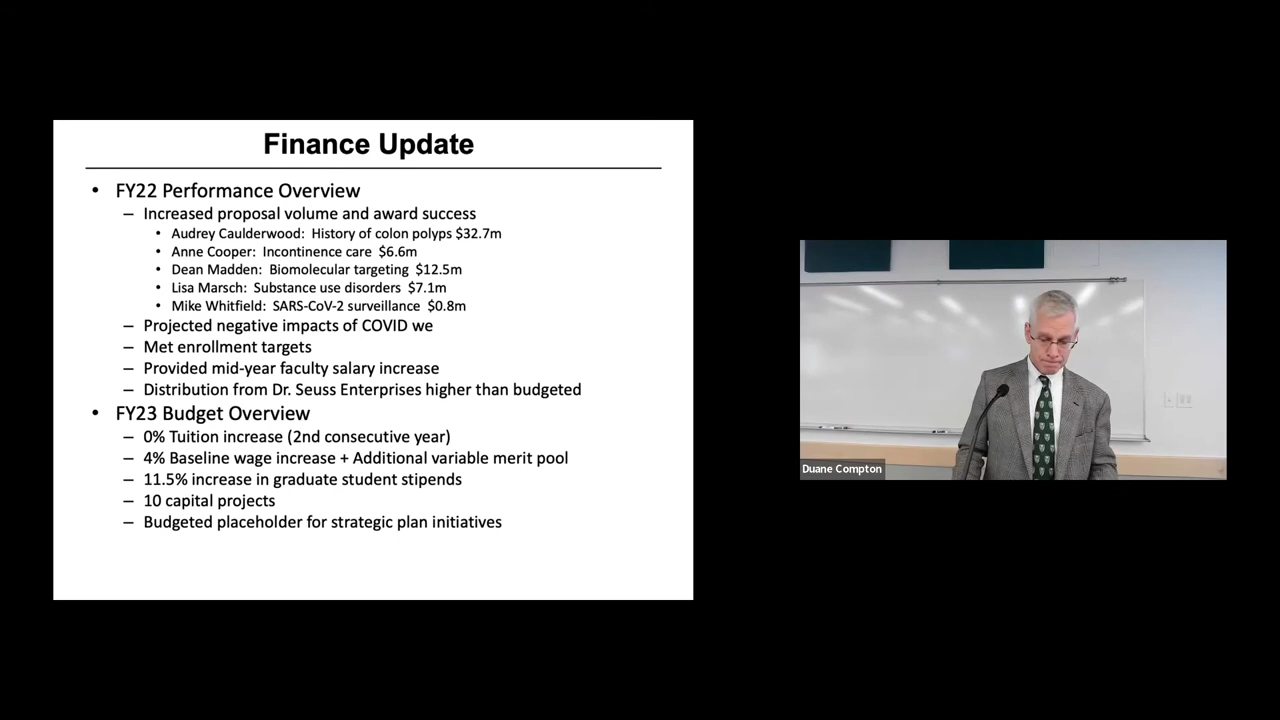 Finance Update
• FY22 Performance Overview
– Increased proposal volume and award success
• Audrey Caulderwood: History of colon polyps $32.7m
• Anne Cooper: Incontinence care $6.6m
• Dean Madden: Biomolecular targeting $12.5m
• Lisa Marsch: Substance use disorders $7.1m
• Mike Whitfield: SARS-CoV-2 surveillance $0.8m
– Projected negative impacts of COVID we
– Met enrollment targets
– Provided mid-year faculty salary increase
– Distribution from Dr. Seuss Enterprises higher than budgeted
• FY23 Budget Overview
– 0% Tuition increase (2nd consecutive year)
– 4% Baseline wage increase + Additional variable merit pool
– 11.5% increase in graduate student stipends
– 10 capital projects
– Budgeted placeholder for strategic plan initiatives
Duane Compton